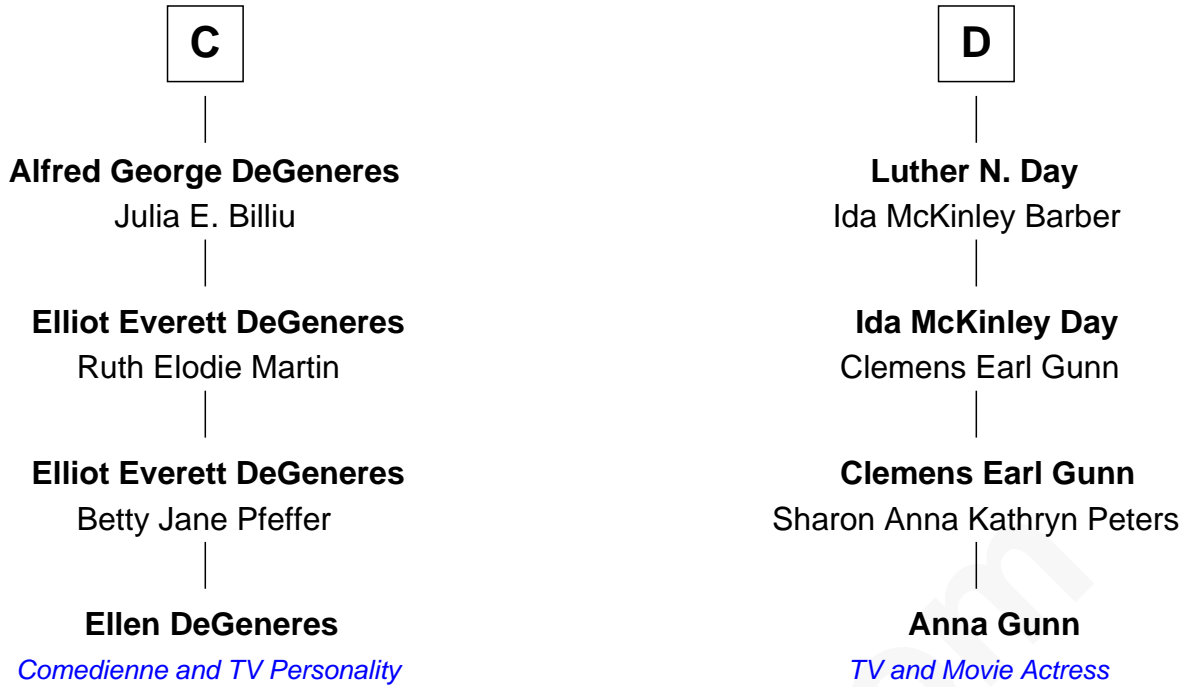 C
D
Alfred George DeGeneres
Julia E. Billiu
Luther N. Day
Ida McKinley Barber
Elliot Everett DeGeneres
Ruth Elodie Martin
Ida McKinley Day
Clemens Earl Gunn
Elliot Everett DeGeneres
Betty Jane Pfeffer
Clemens Earl Gunn
Sharon Anna Kathryn Peters
Ellen DeGeneres
Comedienne and TV Personality
Anna Gunn
TV and Movie Actress